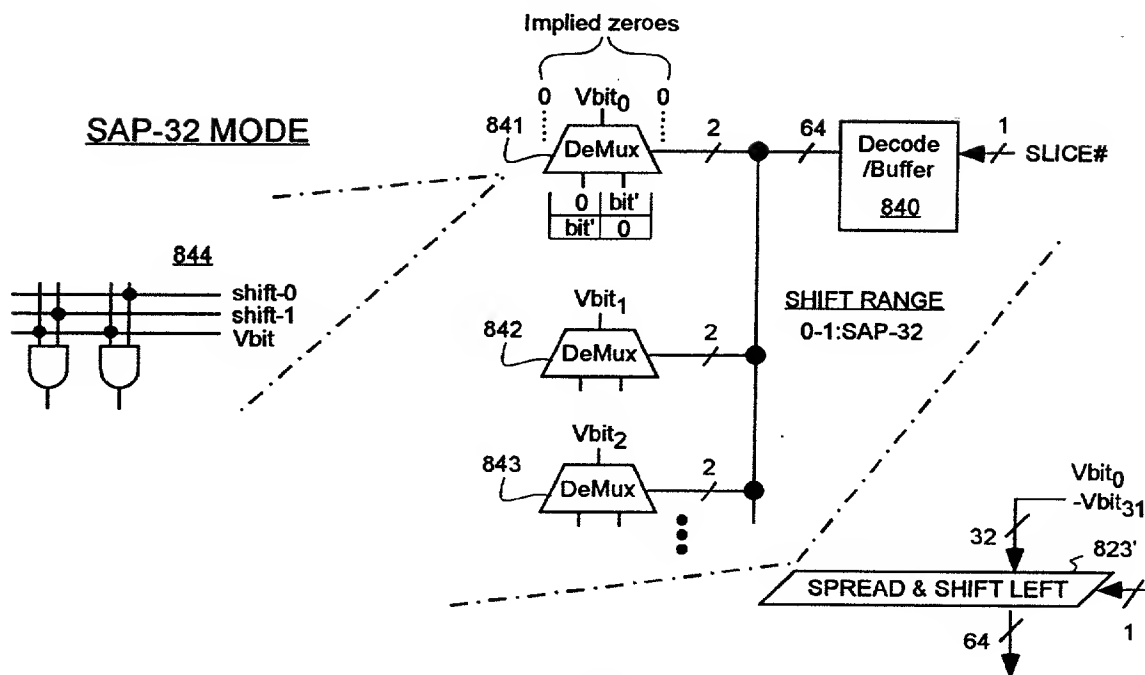 Implied zeroes
0 Vbit0 0
SAP-32 MODE
841
DeMux
2
64
Decode
/Buffer
840
1
SLICE#
0 bit'
bit' 0
844
shift-0
shift-1
Vbit
SHIFT RANGE
0-1:SAP-32
Vbit1
842
DeMux
2
Vbit2
843
DeMux
2
Vbit0
-Vbit31
32
823'
SPREAD & SHIFT LEFT
64
1